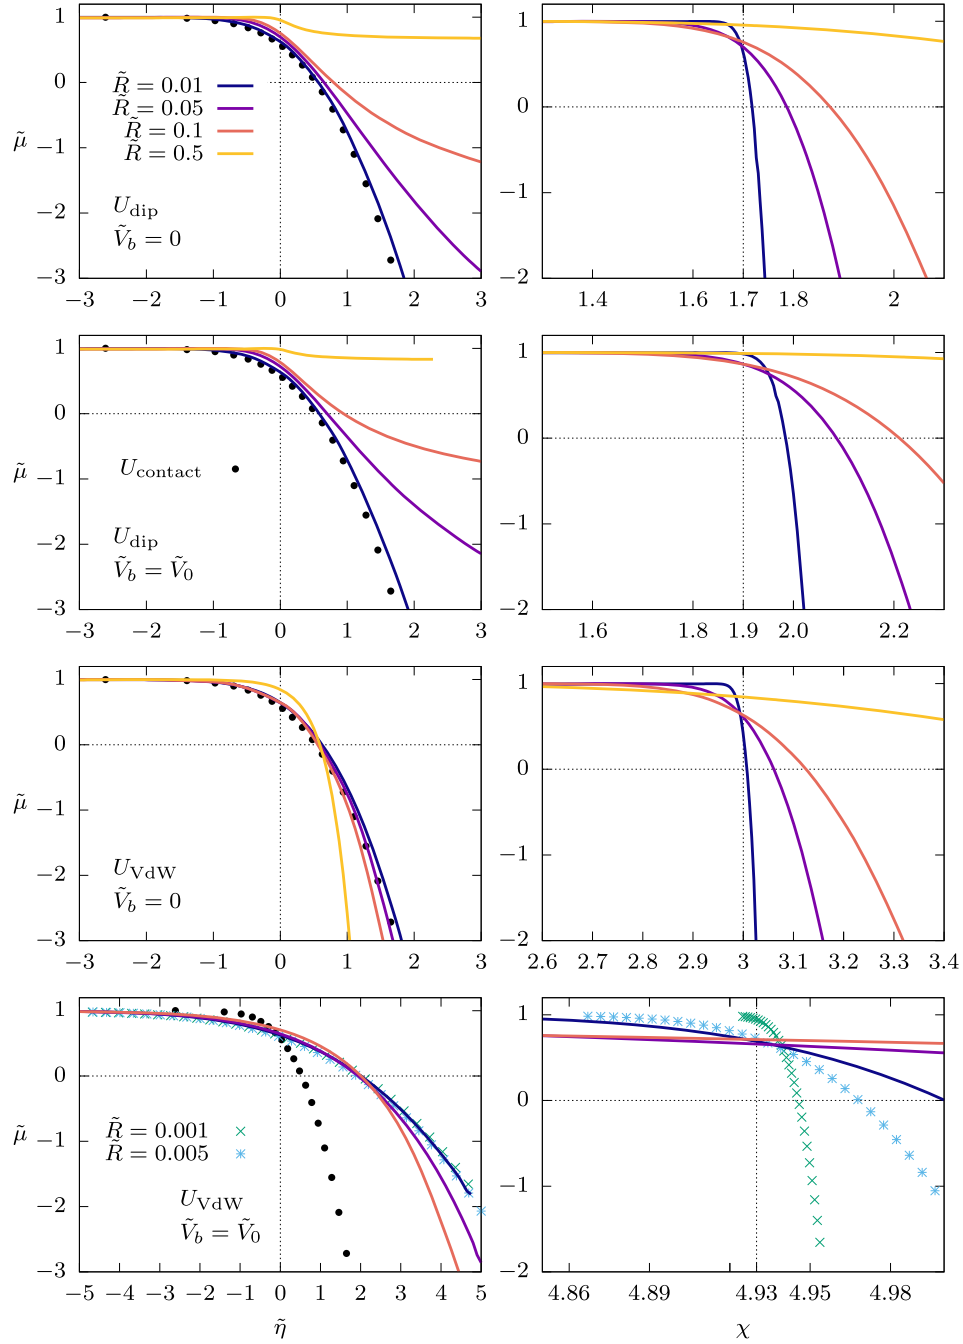 1
0
−1
−2
−3
μ̃
R̃ = 0.01
R̃ = 0.05
R̃ = 0.1
R̃ = 0.5
U_dip
Ṽ_b = 0
−3 −2 −1 0 1 2 3
1
0
−1
−2
1.4 1.6 1.7 1.8 2
1
0
−1
−2
−3
μ̃
U_contact
U_dip
Ṽ_b = Ṽ_0
−3 −2 −1 0 1 2 3
1
0
−1
−2
1.6 1.9 2.0 2.2
1
0
−1
−2
−3
μ̃
U_VdW
Ṽ_b = 0
−3 −2 −1 0 1 2 3
1
0
−1
−2
2.6 2.7 2.8 2.9 3 3.1 3.2 3.3 3.4
1
0
−1
−2
−3
μ̃
R̃ = 0.001
R̃ = 0.005
U_VdW
Ṽ_b = Ṽ_0
−5 −4 −3 −2 −1 0 1 2 3 4 5
η̃
1
0
−1
−2
4.86 4.89 4.93 4.95 4.98
χ